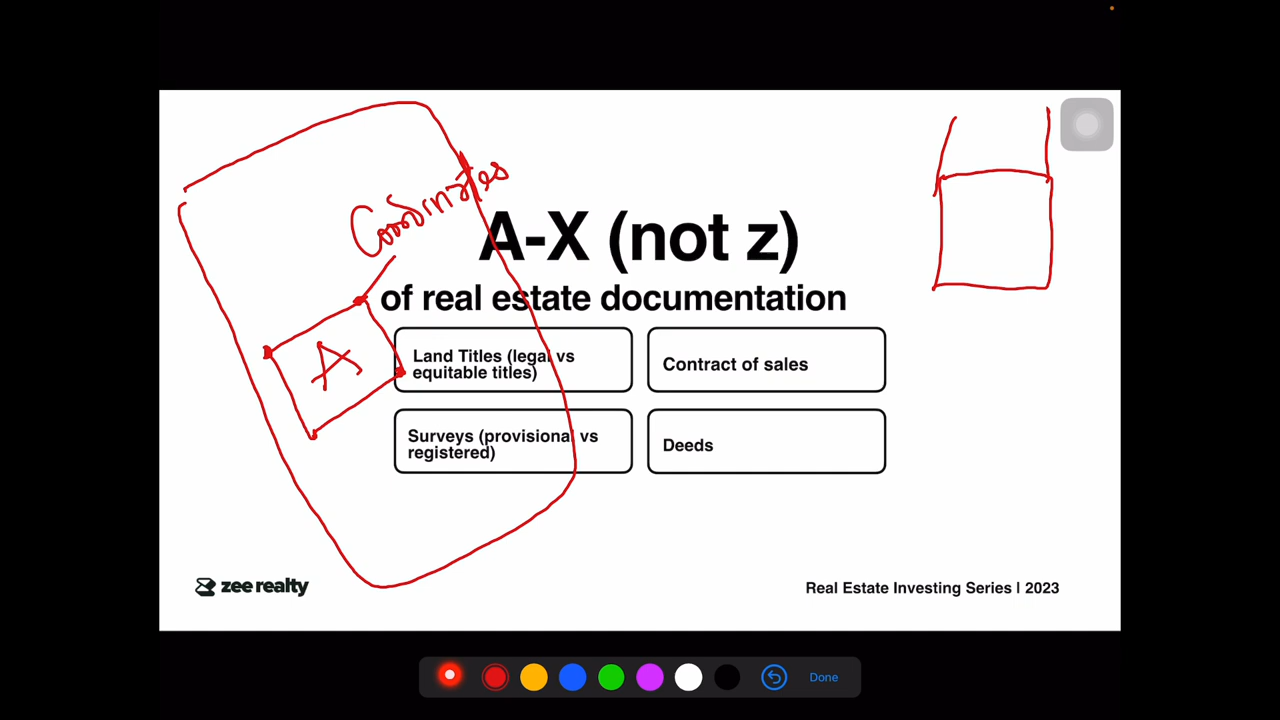 Coordinates
A-X (not z)
of real estate documentation
A
Land Titles (legal vs
equitable titles)
Contract of sales
Surveys (provisional vs
registered)
Deeds
zee realty
Real Estate Investing Series | 2023
Done